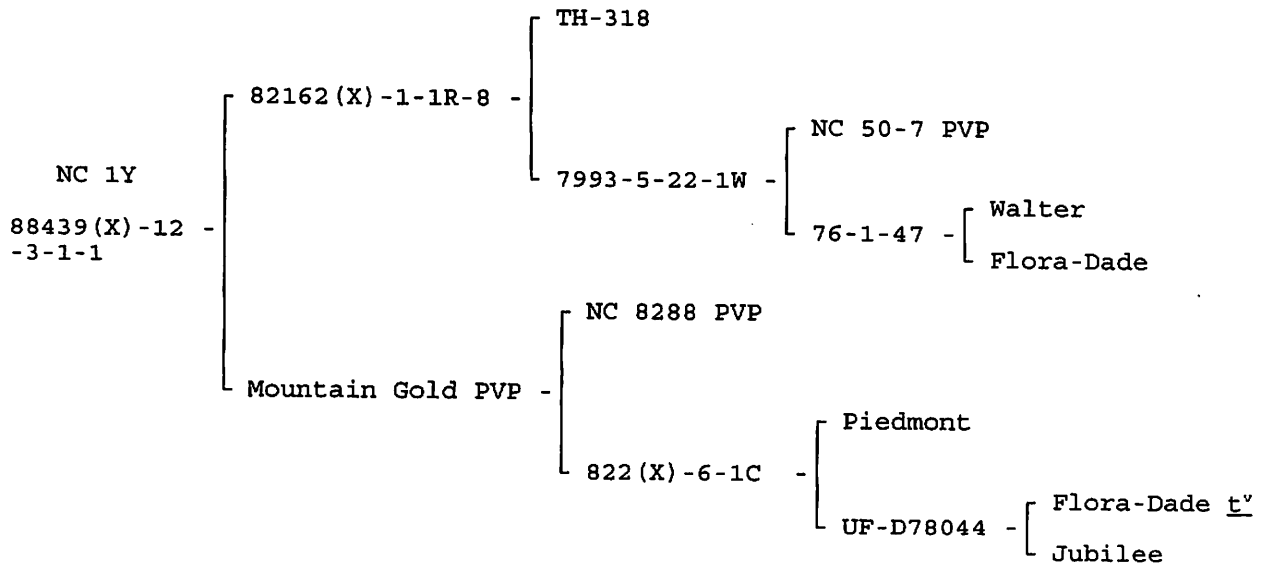 TH-318
82162(X)-1-1R-8 -
NC 50-7 PVP
NC 1Y
7993-5-22-1W -
Walter
88439(X)-12 -
-3-1-1
76-1-47 -
Flora-Dade
NC 8288 PVP
Mountain Gold PVP -
Piedmont
822(X)-6-1C -
Flora-Dade tᵛ
UF-D78044 -
Jubilee